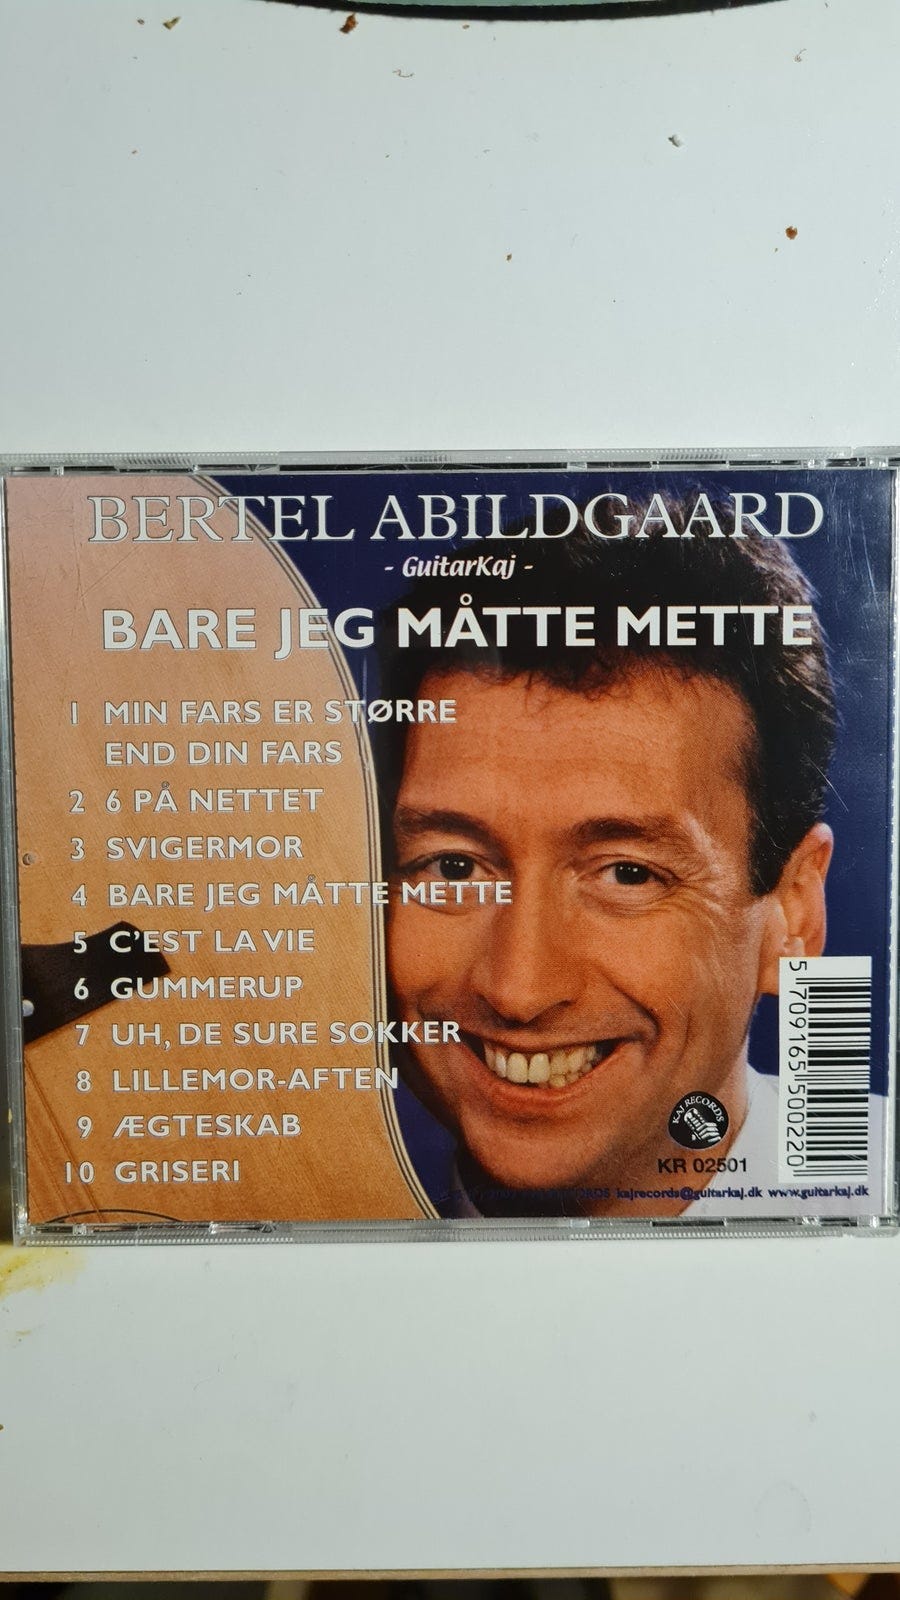 BERTEL ABILDGAARD
- GuitarKaj -
BARE JEG MÅTTE METTE
1 MIN FARS ER STØRRE
END DIN FARS
2 6 PÅ NETTET
3 SVIGERMOR
4 BARE JEG MÅTTE METTE
5 C'EST LA VIE
6 GUMMERUP
7 UH, DE SURE SOKKER
8 LILLEMOR-AFTEN
9 ÆGTESKAB
10 GRISERI
5 709165 500220
KAJ RECORDS
KR 02501
RECORDS kajrecords@guitarkaj.dk www.guitarkaj.dk